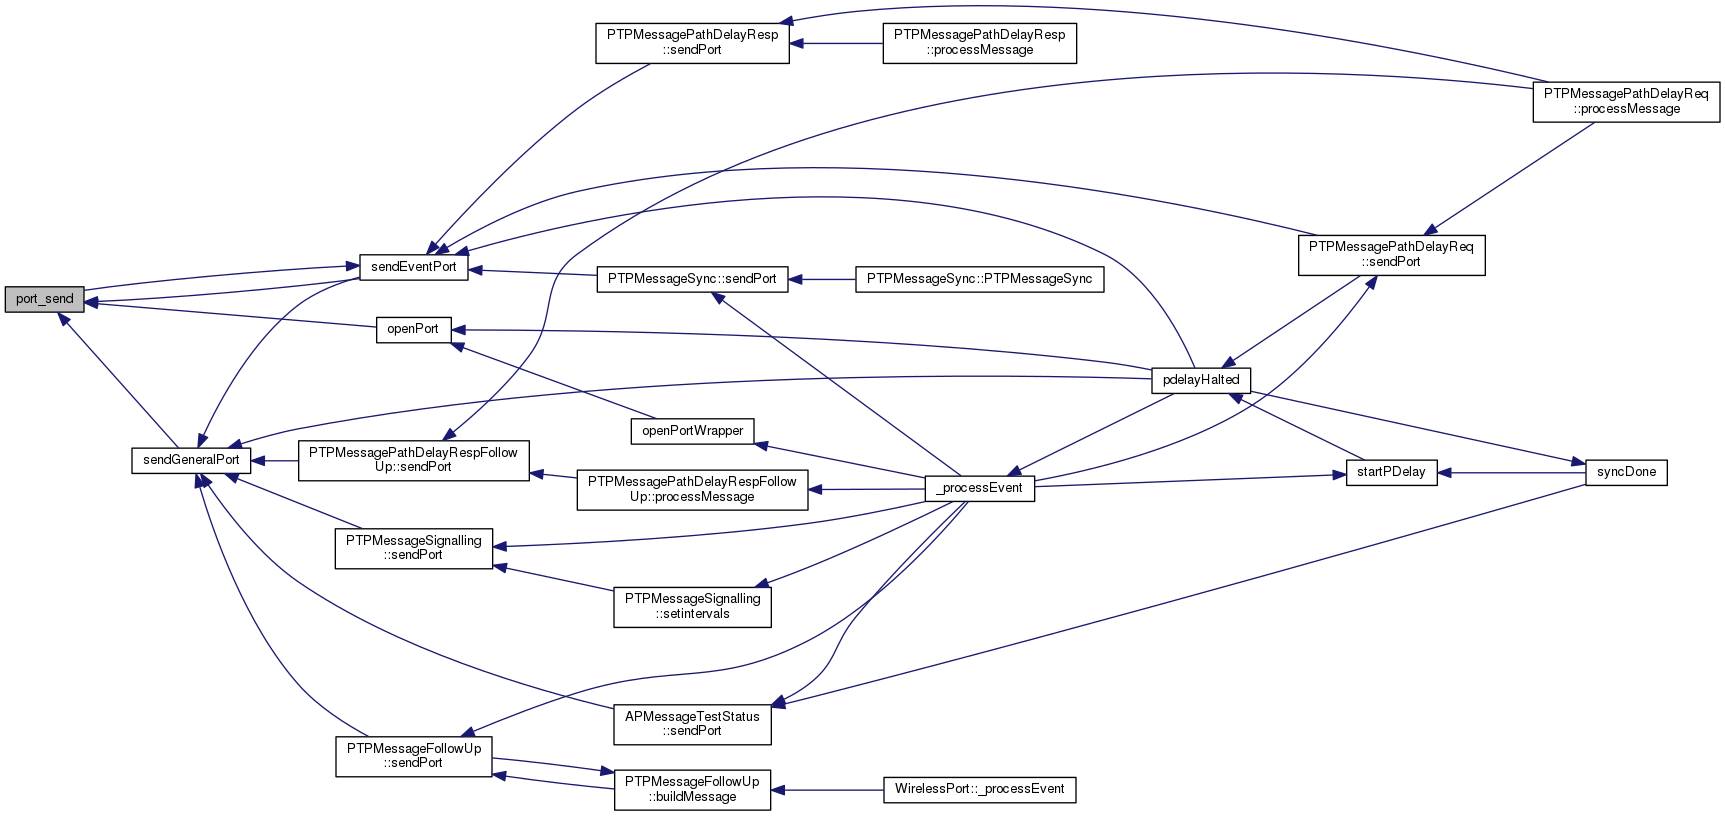 PTPMessagePathDelayResp
::sendPort
PTPMessagePathDelayResp
::processMessage
PTPMessagePathDelayReq
::processMessage
PTPMessagePathDelayReq
::sendPort
sendEventPort
PTPMessageSync::sendPort
PTPMessageSync::PTPMessageSync
port_send
openPort
pdelayHalted
openPortWrapper
sendGeneralPort
PTPMessagePathDelayRespFollow
Up::sendPort
startPDelay
syncDone
PTPMessagePathDelayRespFollow
Up::processMessage
_processEvent
PTPMessageSignalling
::sendPort
PTPMessageSignalling
::setintervals
APMessageTestStatus
::sendPort
PTPMessageFollowUp
::sendPort
PTPMessageFollowUp
::buildMessage
WirelessPort::_processEvent